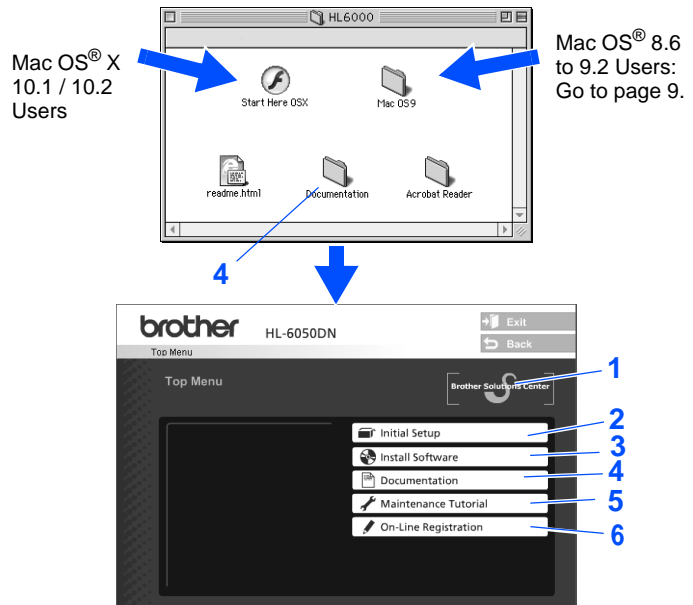 HL6000
Mac OS® X
10.1 / 10.2
Users
Mac OS® 8.6
to 9.2 Users:
Go to page 9.
Start Here OSX
Mac OS9
readme.html
Documentation
Acrobat Reader
4
brother
HL-6050DN
Exit
Back
Top Menu
Top Menu
Brother Solutions Center
1
Initial Setup
2
Install Software
3
Documentation
4
Maintenance Tutorial
5
On-Line Registration
6